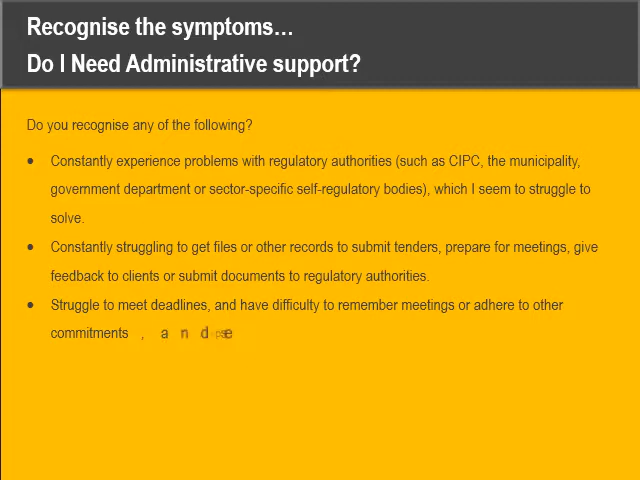 Recognise the symptoms…
Do I Need Administrative support?
Do you recognise any of the following?
• Constantly experience problems with regulatory authorities (such as CIPC, the municipality,
government department or sector-specific self-regulatory bodies), which I seem to struggle to
solve.
• Constantly struggling to get files or other records to submit tenders, prepare for meetings, give
feedback to clients or submit documents to regulatory authorities.
• Struggle to meet deadlines, and have difficulty to remember meetings or adhere to other
commitments , and